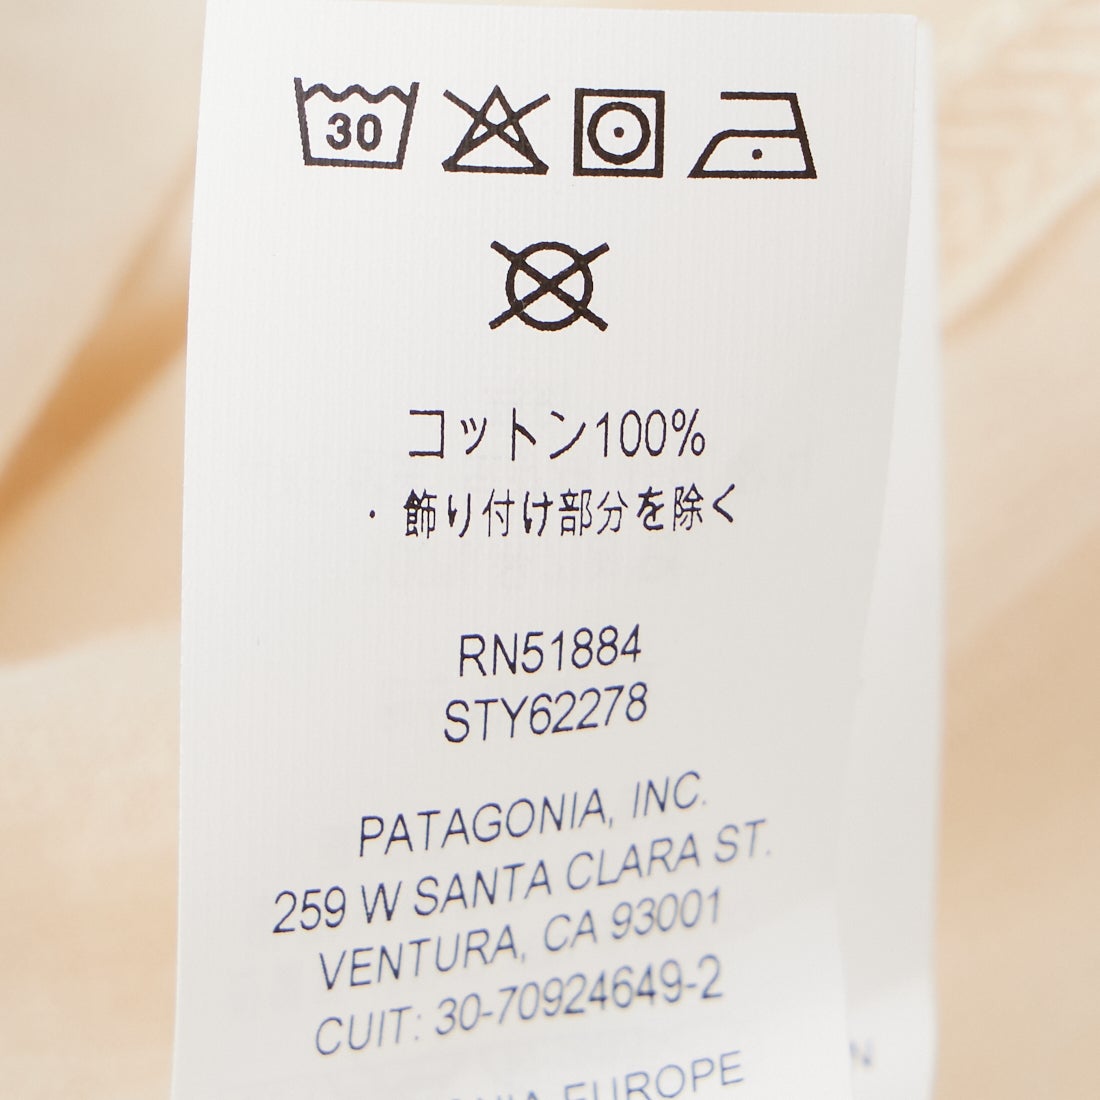 30
コットン100%
・飾り付け部分を除く
RN51884
STY62278
PATAGONIA, INC.
259 W SANTA CLARA ST.
VENTURA, CA 93001
CUIT: 30-70924649-2
EUROPE